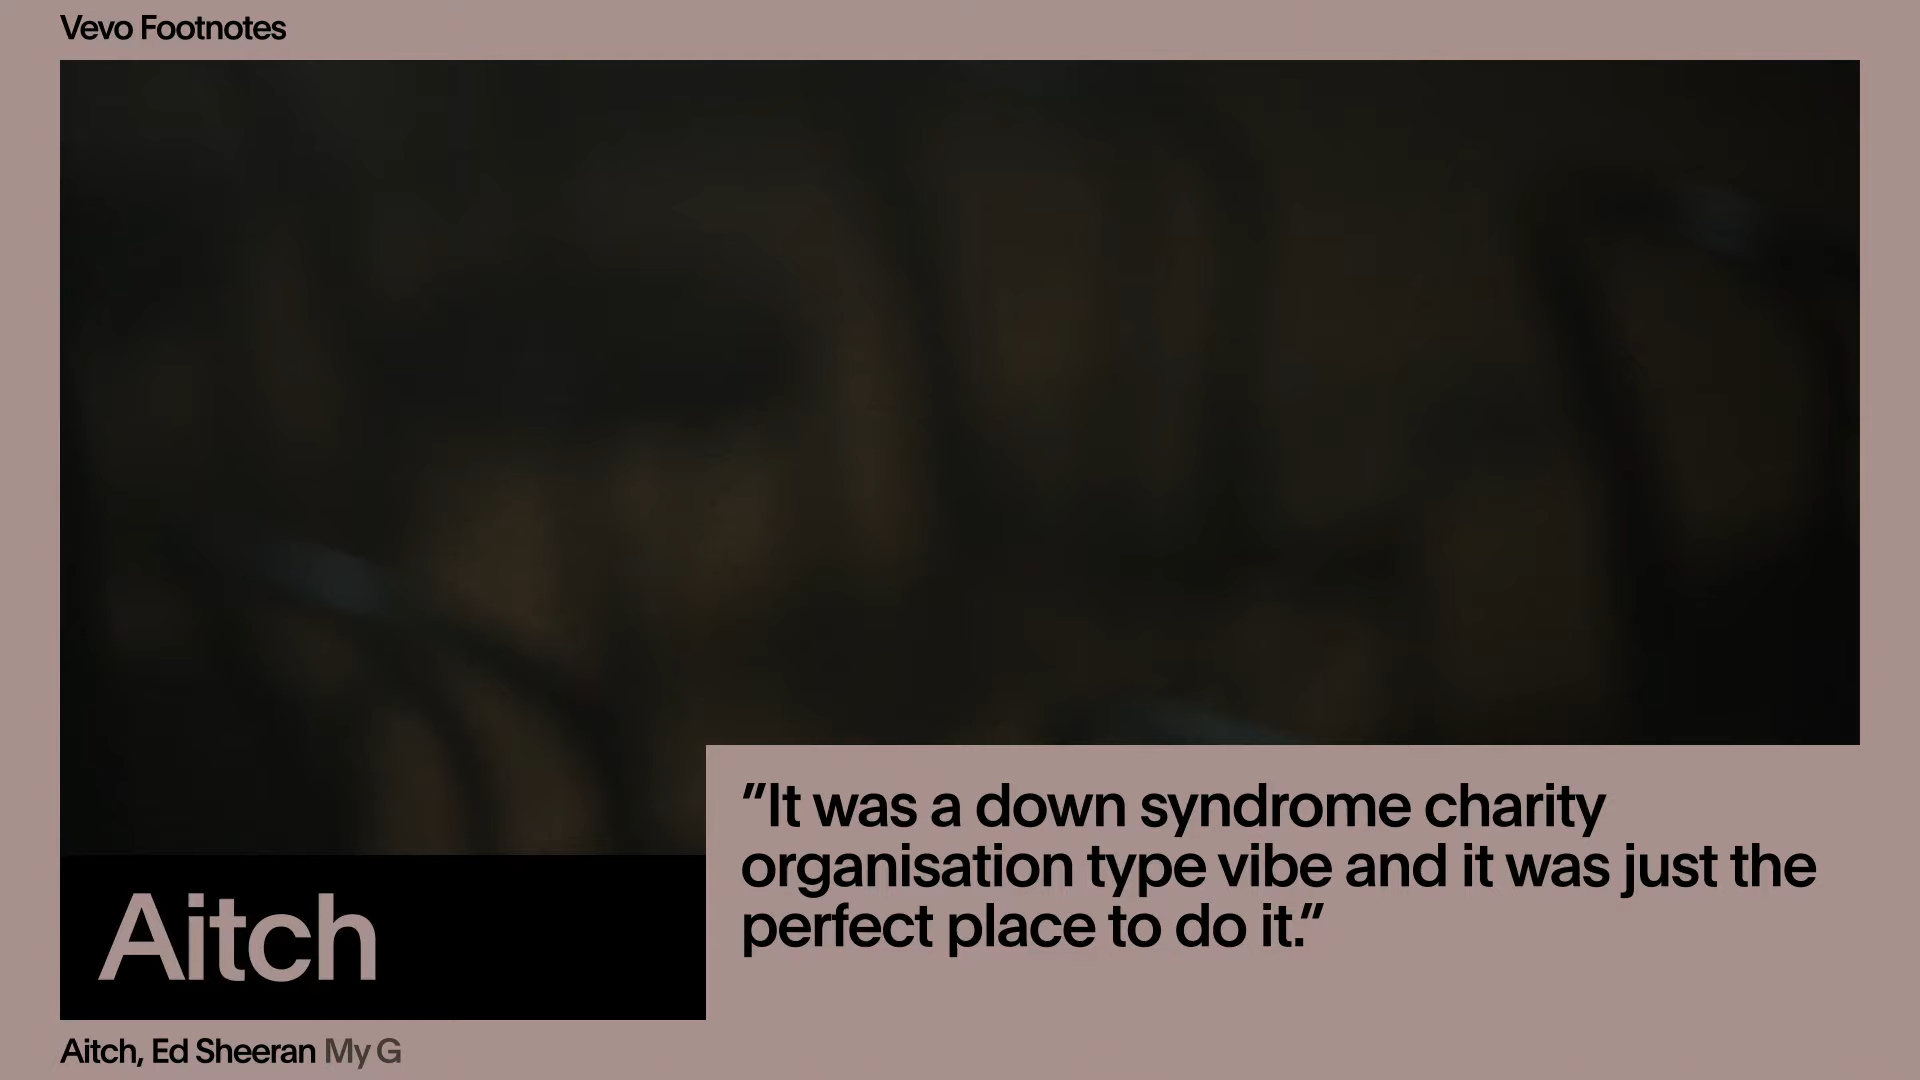 Vevo Footnotes
"It was a down syndrome charity
organisation type vibe and it was just the
perfect place to do it."
Aitch
Aitch, Ed Sheeran My G